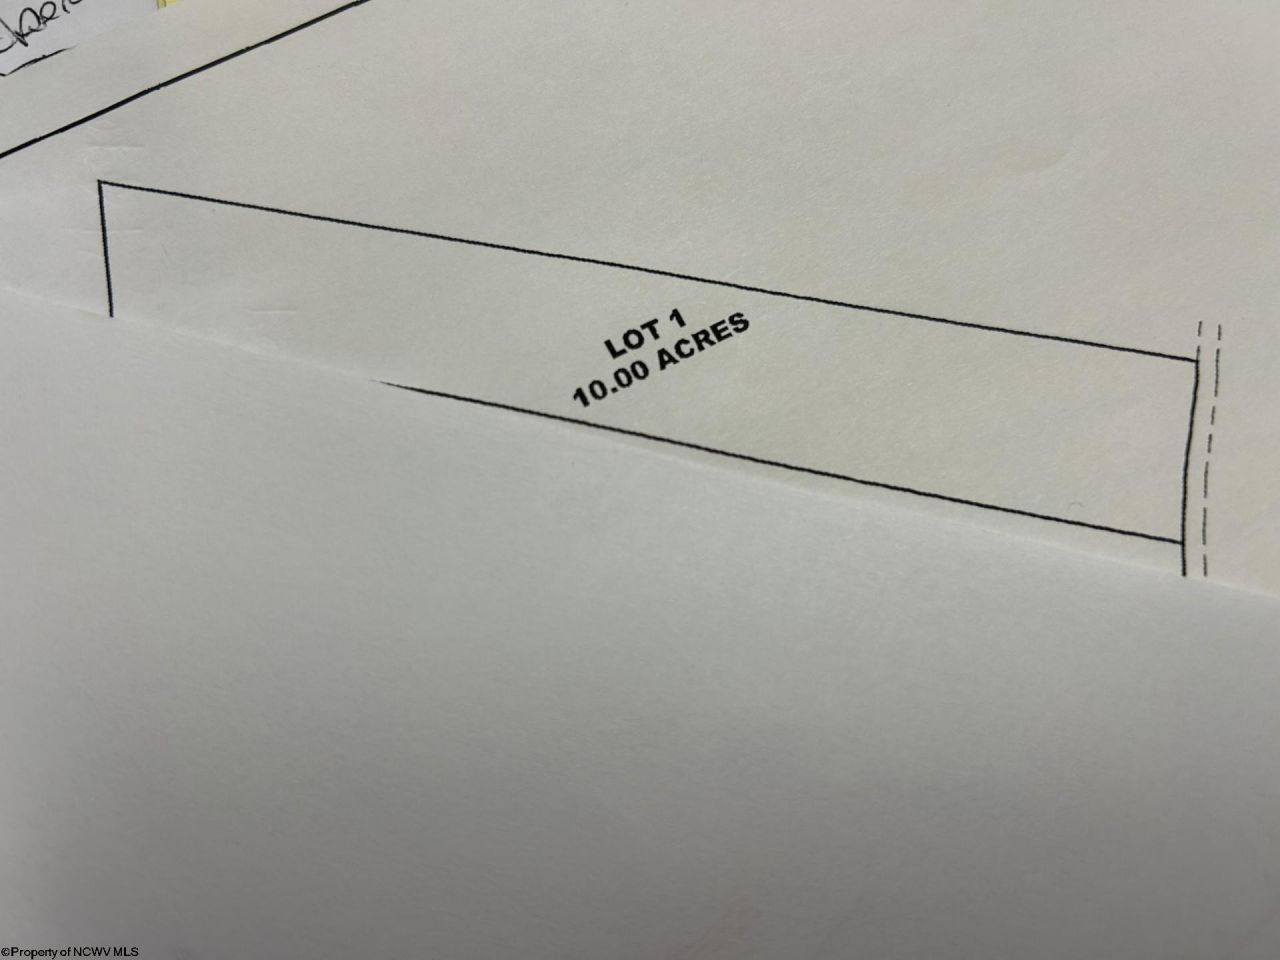 LOT 1
10.00 ACRES
©Property of NCWV MLS